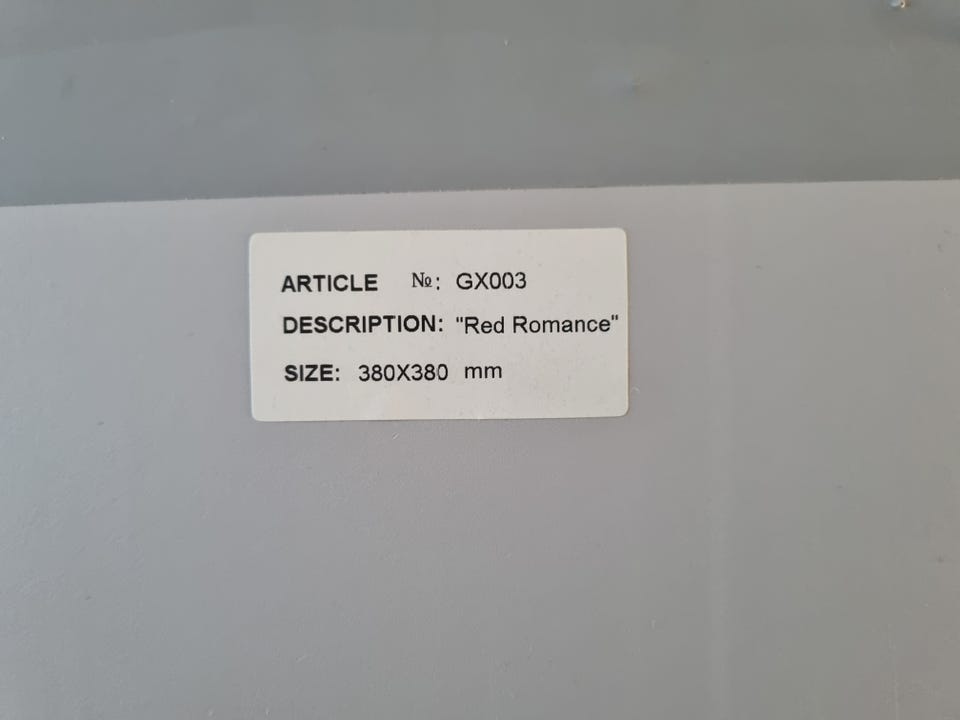 ARTICLE №: GX003
DESCRIPTION: "Red Romance"
SIZE: 380X380 mm